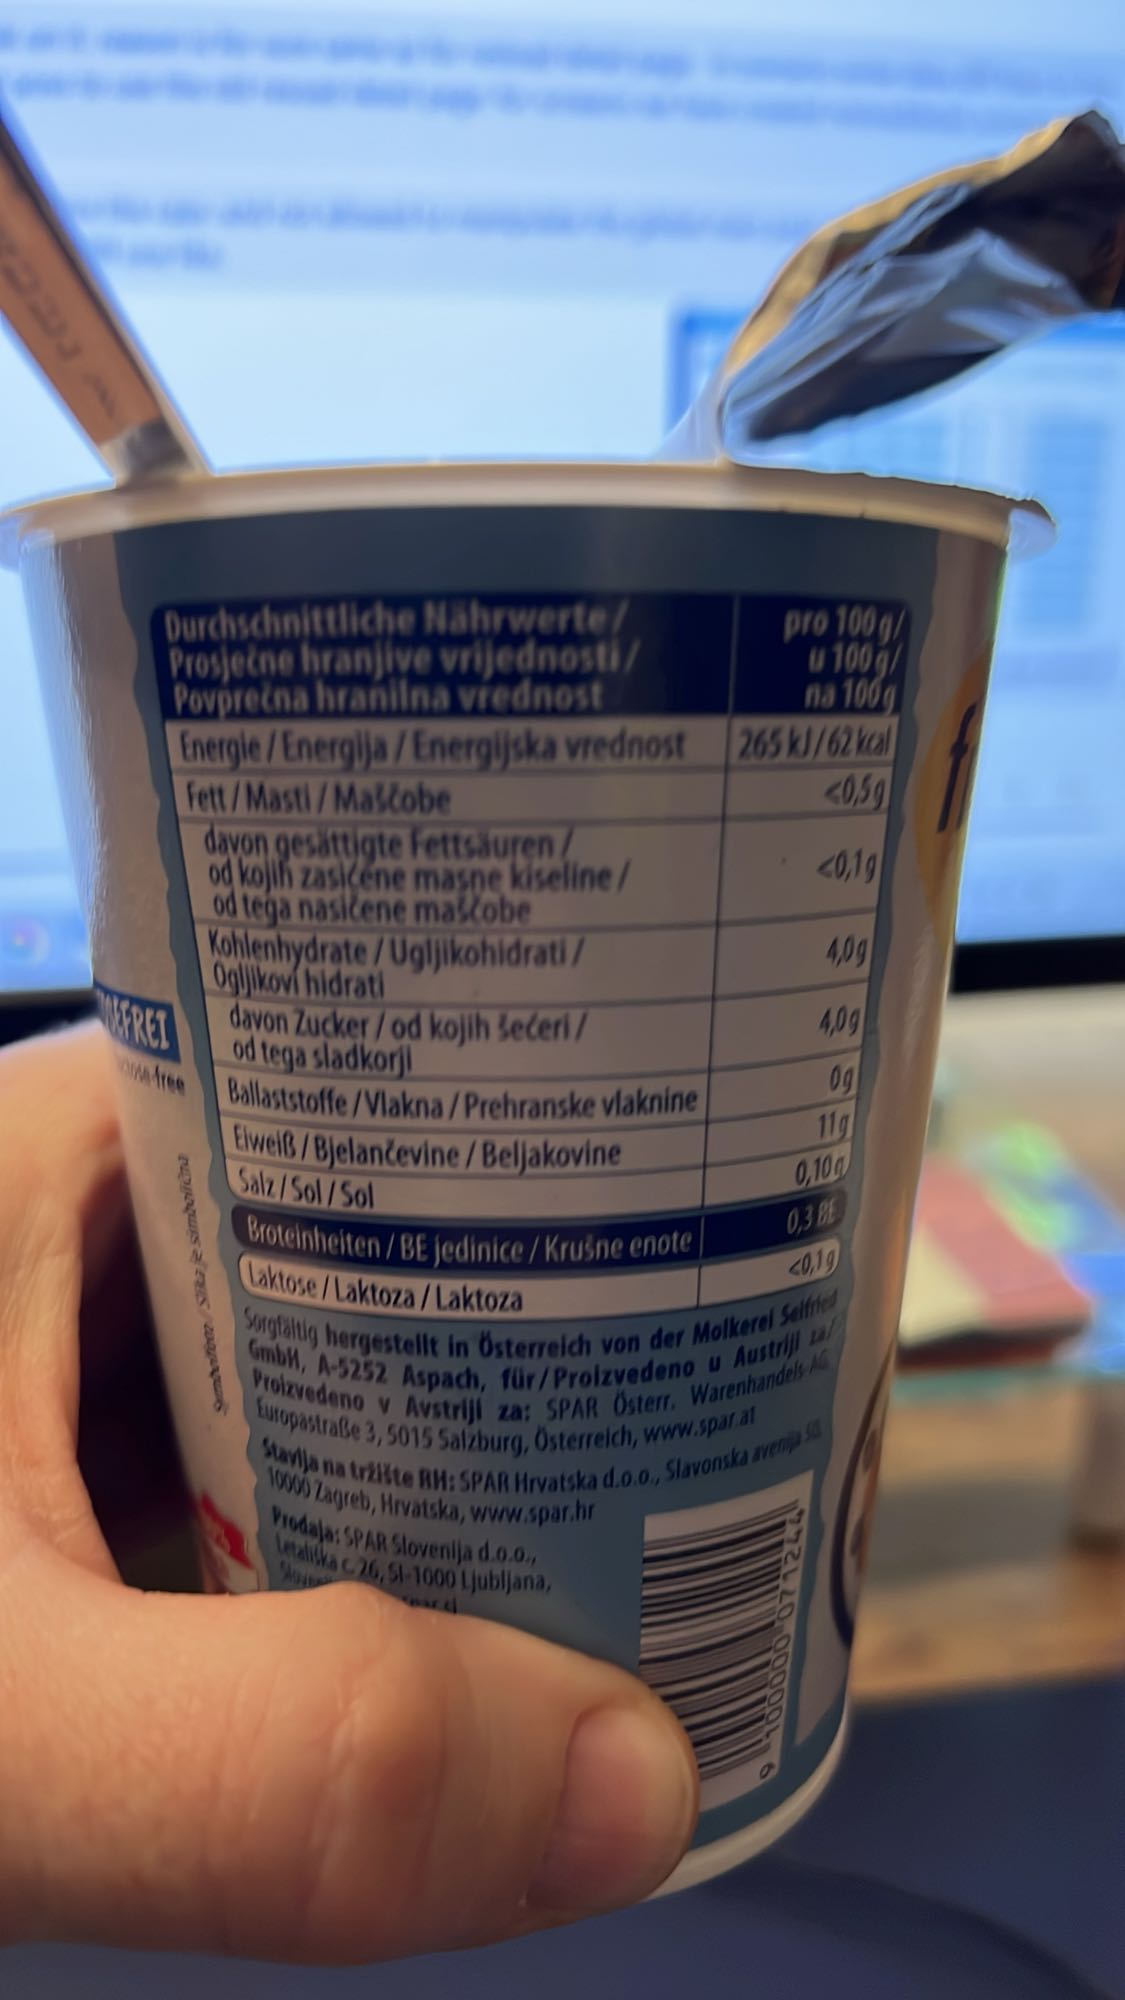 Durchschnittliche Nährwerte /
Prosječne hranjive vrijednosti /
Povprečna hranilna vrednost
pro 100 g/
u 100 g/
na 100 g
Energie / Energija / Energijska vrednost 265 kJ / 62 kcal
Fett / Masti / Maščobe <0,5 g
davon gesättigte Fettsäuren /
od kojih zasićene masne kiseline /
od tega nasičene maščobe
<0,1 g
Kohlenhydrate / Ugljikohidrati /
Ogljikovi hidrati
4,0 g
davon Zucker / od kojih šećeri /
od tega sladkorji
4,0 g
Ballaststoffe / Vlakna / Prehranske vlaknine 0 g
Eiweiß / Bjelančevine / Beljakovine 11 g
Salz / Sol / Sol 0,10 g
Broteinheiten / BE jedinice / Krušne enote 0,3 BE
Laktose / Laktoza / Laktoza <0,1 g
Sorgfältig hergestellt in Österreich von der Molkerei Seifried
GmbH, A-5252 Aspach, für / Proizvedeno u Austriji za /
Proizvedeno v Avstriji za: SPAR Österr. Warenhandels-AG,
Europastraße 3, 5015 Salzburg, Österreich, www.spar.at
Stavlja na tržište RH: SPAR Hrvatska d.o.o., Slavonska avenija
10000 Zagreb, Hrvatska, www.spar.hr
Prodaja: SPAR Slovenija d.o.o.,
Letališka c. 26, SI-1000 Ljubljana,
9 100000 071244